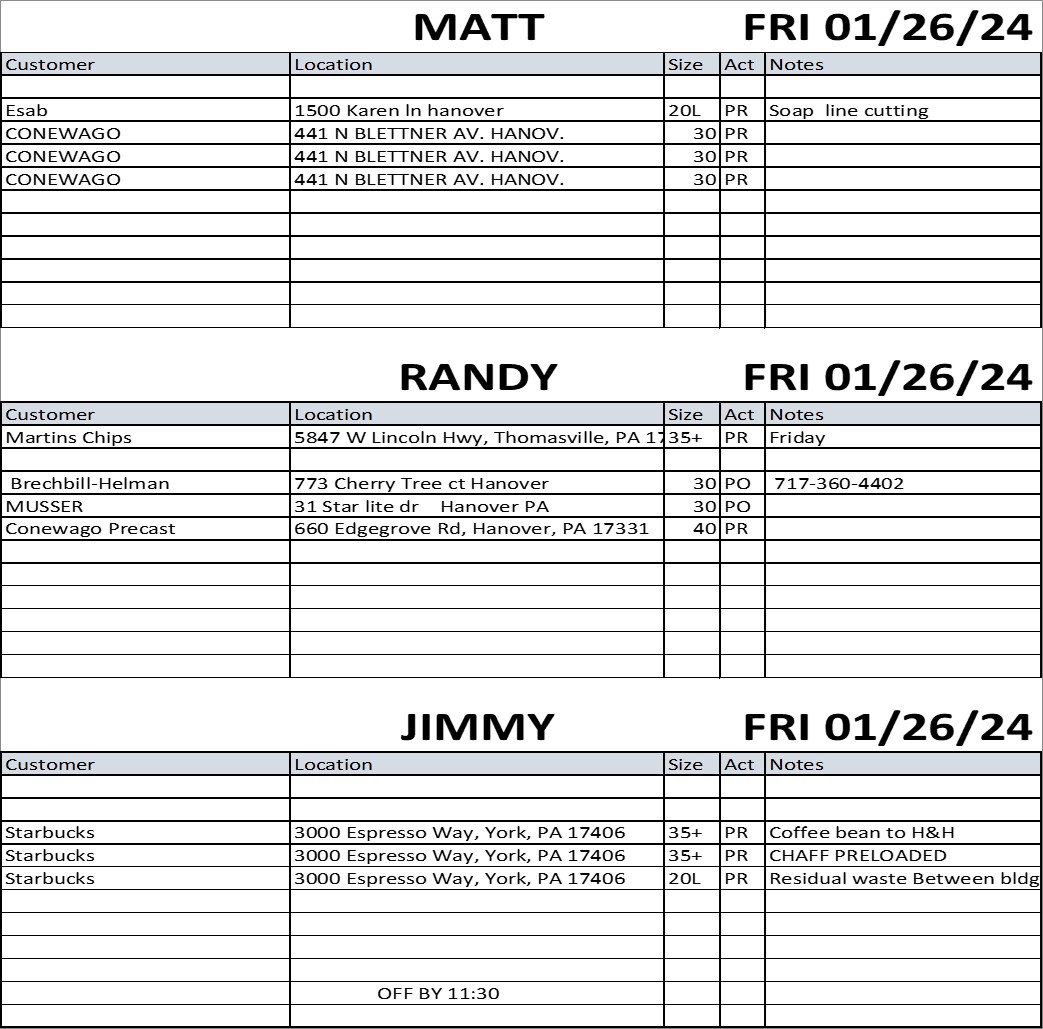 MATT FRI 01/26/24
Customer Location Size Act Notes
Esab 1500 Karen ln hanover 20L PR Soap line cutting
CONEWAGO 441 N BLETTNER AV. HANOV. 30 PR
CONEWAGO 441 N BLETTNER AV. HANOV. 30 PR
CONEWAGO 441 N BLETTNER AV. HANOV. 30 PR
RANDY FRI 01/26/24
Customer Location Size Act Notes
Martins Chips 5847 W Lincoln Hwy, Thomasville, PA 17 35+ PR Friday
Brechbill-Helman 773 Cherry Tree ct Hanover 30 PO 717-360-4402
MUSSER 31 Star lite dr Hanover PA 30 PO
Conewago Precast 660 Edgegrove Rd, Hanover, PA 17331 40 PR
JIMMY FRI 01/26/24
Customer Location Size Act Notes
Starbucks 3000 Espresso Way, York, PA 17406 35+ PR Coffee bean to H&H
Starbucks 3000 Espresso Way, York, PA 17406 35+ PR CHAFF PRELOADED
Starbucks 3000 Espresso Way, York, PA 17406 20L PR Residual waste Between bldg
OFF BY 11:30